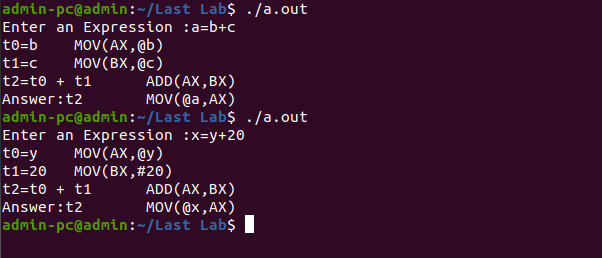 admin-pc@admin:~/Last Lab$ ./a.out
Enter an Expression :a=b+c
t0=b    MOV(AX,@b)
t1=c    MOV(BX,@c)
t2=t0 + t1       ADD(AX,BX)
Answer:t2        MOV(@a,AX)
admin-pc@admin:~/Last Lab$ ./a.out
Enter an Expression :x=y+20
t0=y    MOV(AX,@y)
t1=20   MOV(BX,#20)
t2=t0 + t1       ADD(AX,BX)
Answer:t2        MOV(@x,AX)
admin-pc@admin:~/Last Lab$